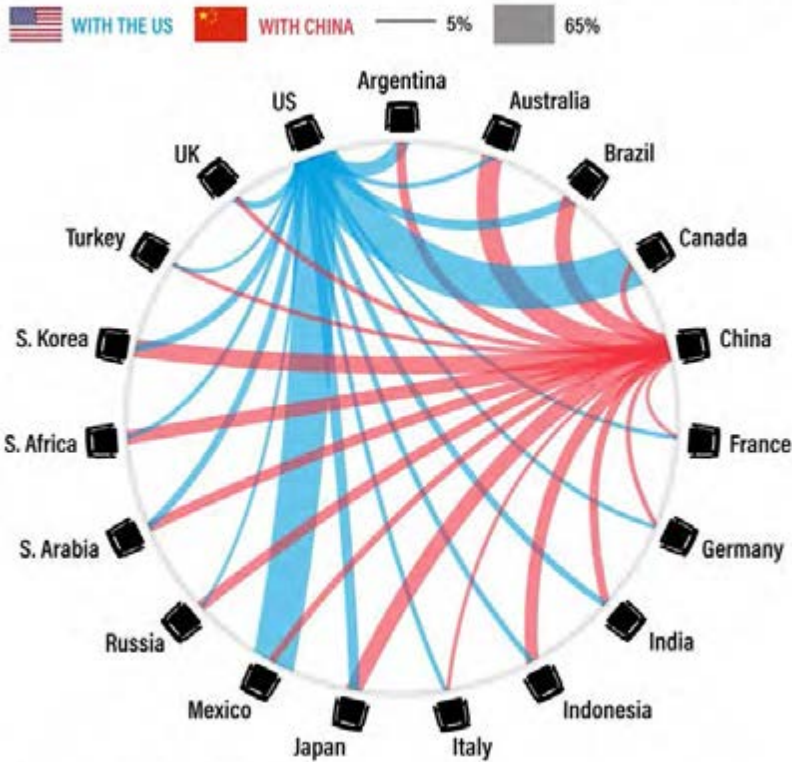 WITH THE US WITH CHINA 5% 65%
Argentina
US
Australia
UK
Brazil
Turkey
Canada
S. Korea
China
S. Africa
France
S. Arabia
Germany
Russia
India
Mexico
Indonesia
Japan
Italy